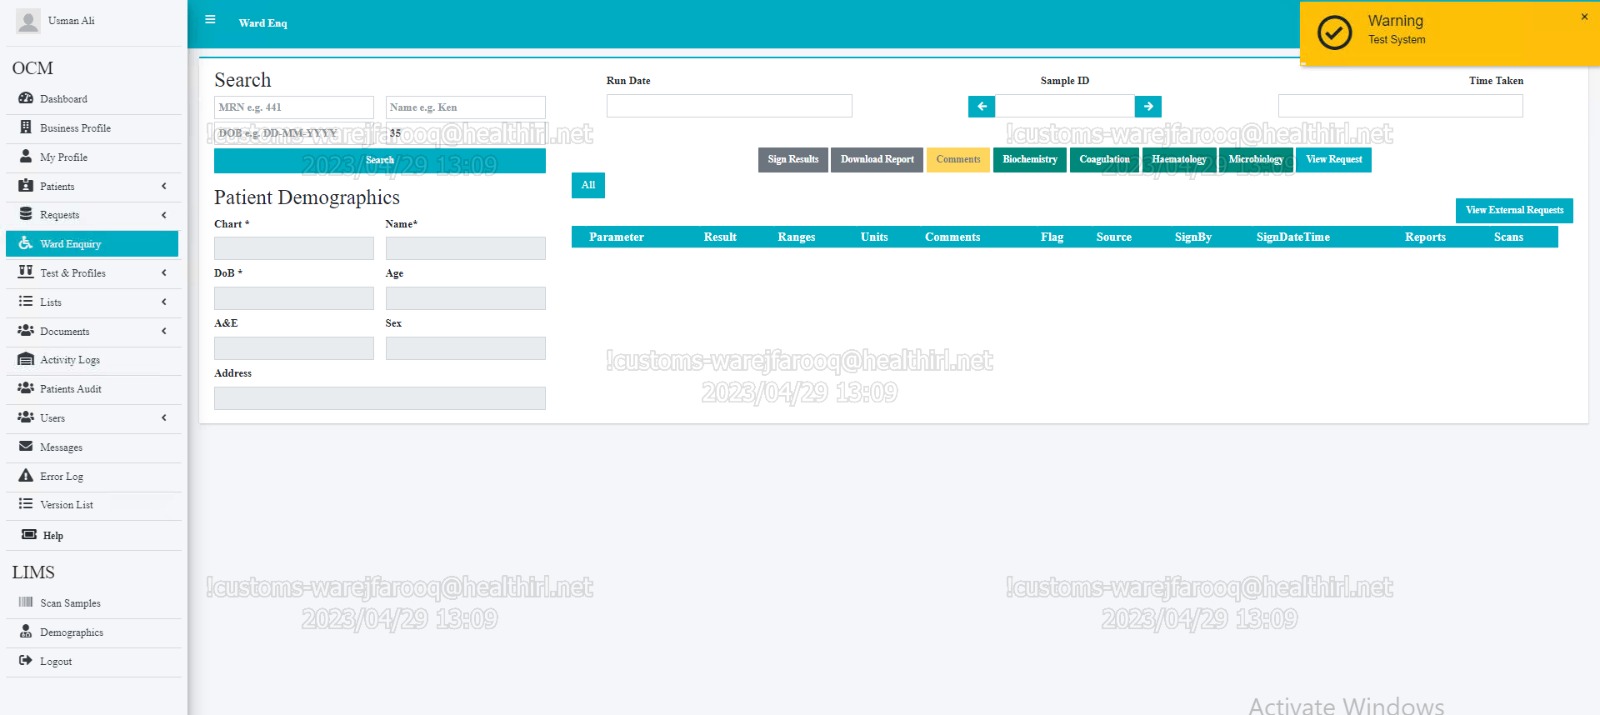 Usman Ali
OCM
Dashboard
Business Profile
My Profile
Patients
Requests
Ward Enquiry
Test & Profiles
Lists
Documents
Activity Logs
Patients Audit
Users
Messages
Error Log
Version List
Help
LIMS
Scan Samples
Demographics
Logout
Ward Enq
Warning
Test System
×
Search
MRN e.g. 441
Name e.g. Ken
DOB e.g. DD-MM-YYYY
35
Search
Run Date
Sample ID
Time Taken
Sign Results
Download Report
Comments
Biochemistry
Coagulation
Haematology
Microbiology
View Request
All
View External Requests
Parameter Result Ranges Units Comments Flag Source SignBy SignDateTime Reports Scans
Patient Demographics
Chart *
Name*
DoB *
Age
A&E
Sex
Address
!customs-warejfarooq@healthirl.net
2023/04/29 13:09
!customs-warejfarooq@healthirl.net
2023/04/29 13:09
!customs-warejfarooq@healthirl.net
2023/04/29 13:09
!customs-warejfarooq@healthirl.net
2023/04/29 13:09
!customs-warejfarooq@healthirl.net
2023/04/29 13:09
Activate Windows